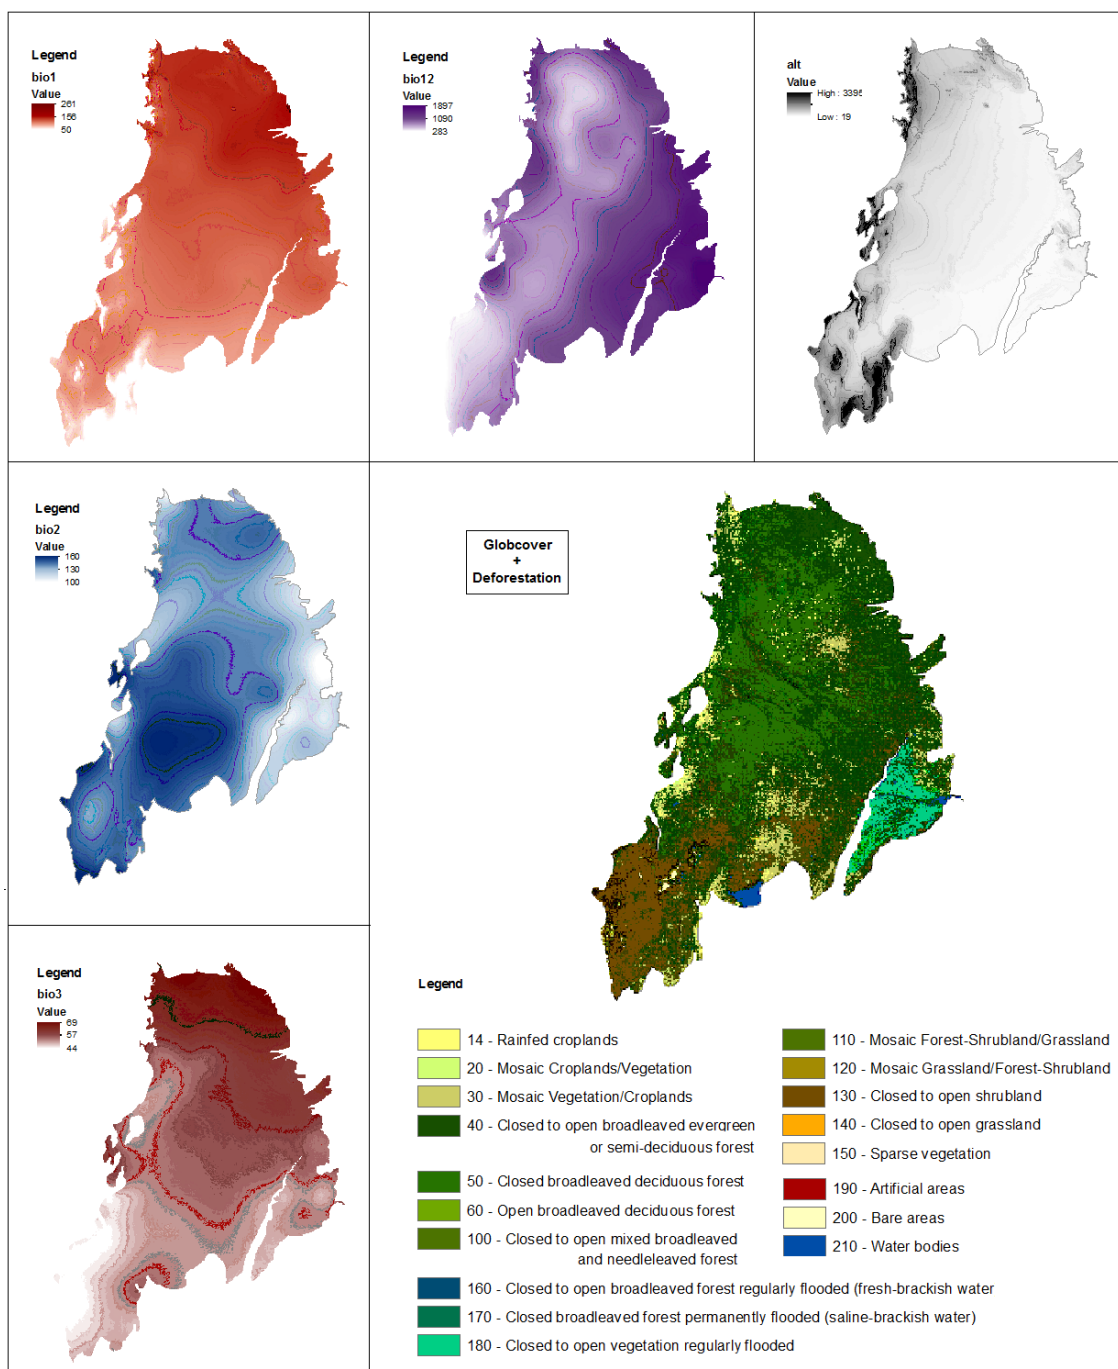 Legend
bio1
Value
261
156
50
Legend
bio12
Value
1897
1090
283
alt
Value
High : 3395
Low : 19
Legend
bio2
Value
160
130
100
Globcover
+
Deforestation
Legend
bio3
Value
69
57
44
Legend
14 - Rainfed croplands
20 - Mosaic Croplands/Vegetation
30 - Mosaic Vegetation/Croplands
40 - Closed to open broadleaved evergreen
or semi-deciduous forest
50 - Closed broadleaved deciduous forest
60 - Open broadleaved deciduous forest
100 - Closed to open mixed broadleaved
and needleleaved forest
110 - Mosaic Forest-Shrubland/Grassland
120 - Mosaic Grassland/Forest-Shrubland
130 - Closed to open shrubland
140 - Closed to open grassland
150 - Sparse vegetation
190 - Artificial areas
200 - Bare areas
210 - Water bodies
160 - Closed to open broadleaved forest regularly flooded (fresh-brackish water
170 - Closed broadleaved forest permanently flooded (saline-brackish water)
180 - Closed to open vegetation regularly flooded